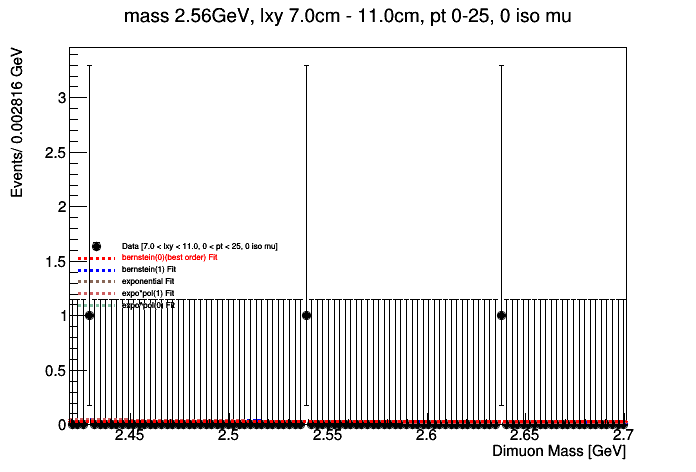 mass 2.56GeV, lxy 7.0cm - 11.0cm, pt 0-25, 0 iso mu
Events/ 0.002816 GeV
3
2.5
2
1.5
1
0.5
0
Data [7.0 < lxy < 11.0, 0 < pt < 25, 0 iso mu]
bernstein(0)(best order) Fit
bernstein(1) Fit
exponential Fit
expo*pol(1) Fit
expo*pol(0) Fit
2.45
2.5
2.55
2.6
2.65
2.7
Dimuon Mass [GeV]